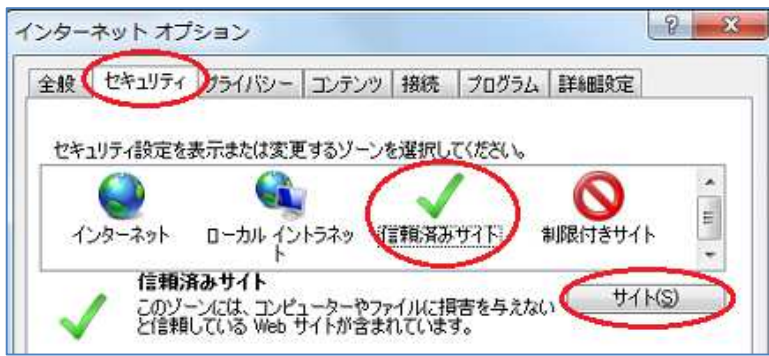 インターネット オプション
全般 セキュリティ プライバシー コンテンツ 接続 プログラム 詳細設定
セキュリティ設定を表示または変更するゾーンを選択してください。
インターネット ローカル イントラネッ 信頼済みサイト 制限付きサイト
ト
信頼済みサイト
サイト(S)
このゾーンには、コンピューターやファイルに損害を与えない
と信頼している Web サイトが含まれています。